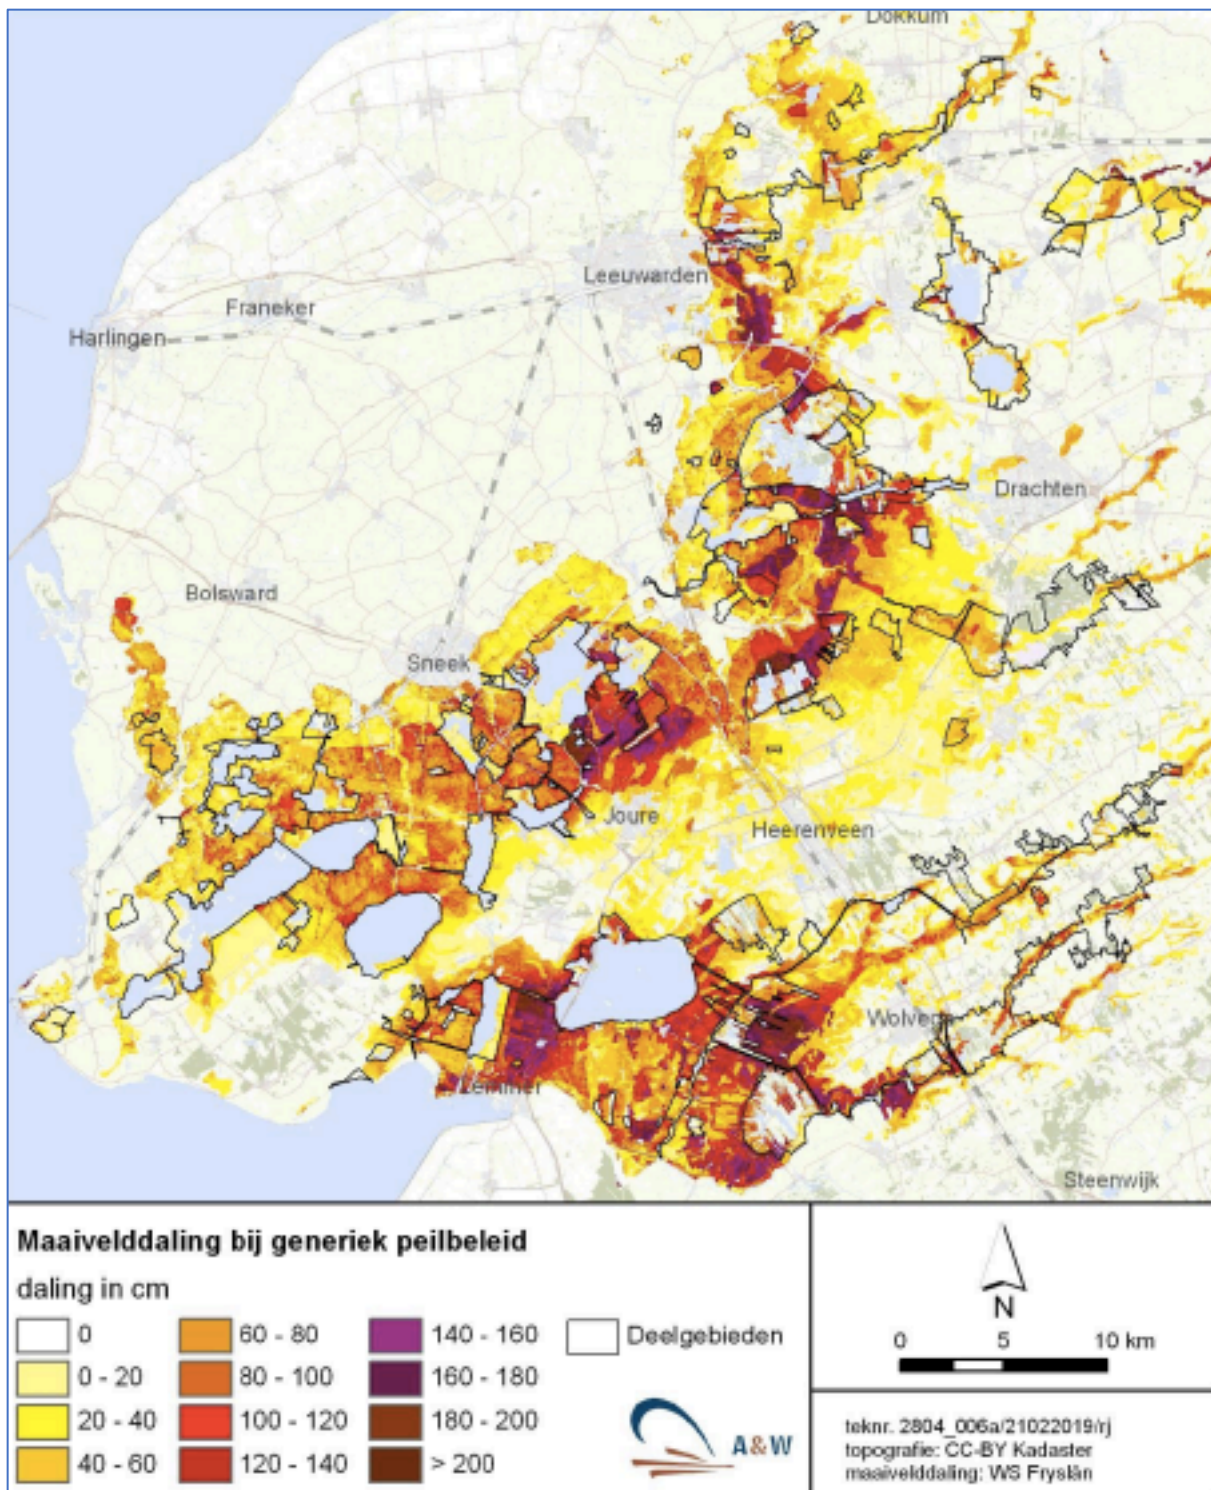 Dokkum
Leeuwarden
Franeker
Harlingen
Drachten
Bolsward
Sneek
Joure
Heerenveen
Wolvega
Lemmer
Steenwijk
Maaivelddaling bij generiek peilbeleid
daling in cm
0
0 - 20
20 - 40
40 - 60
60 - 80
80 - 100
100 - 120
120 - 140
140 - 160
160 - 180
180 - 200
> 200
Deelgebieden
A&W
N
0 5 10 km
teknr. 2804_006a/21022019/rj
topografie: CC-BY Kadaster
maaivelddaling: WS Fryslân